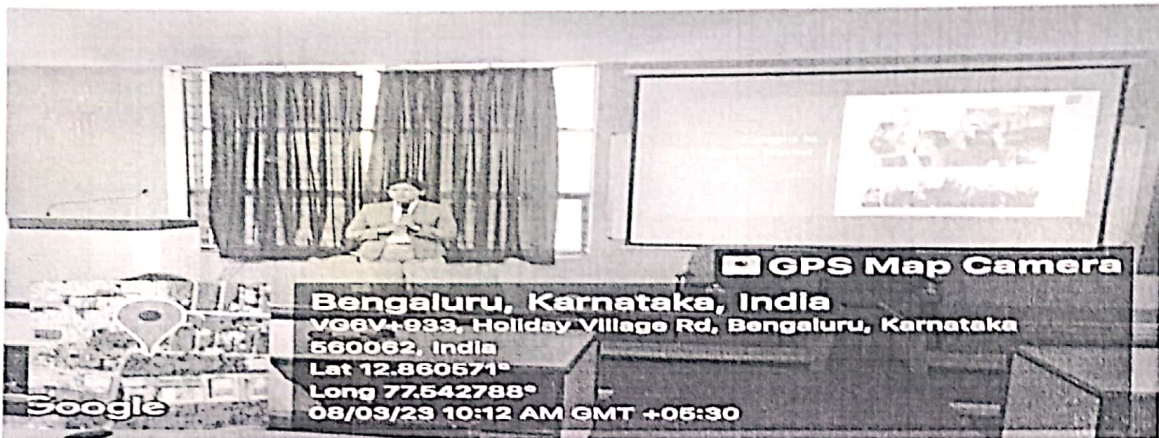 GPS Map Camera
Bengaluru, Karnataka, India
VG6V+933, Holiday Village Rd, Bengaluru, Karnataka
560062, India
Lat 12.860571°
Long 77.542788°
08/03/23 10:12 AM GMT +05:30
Google